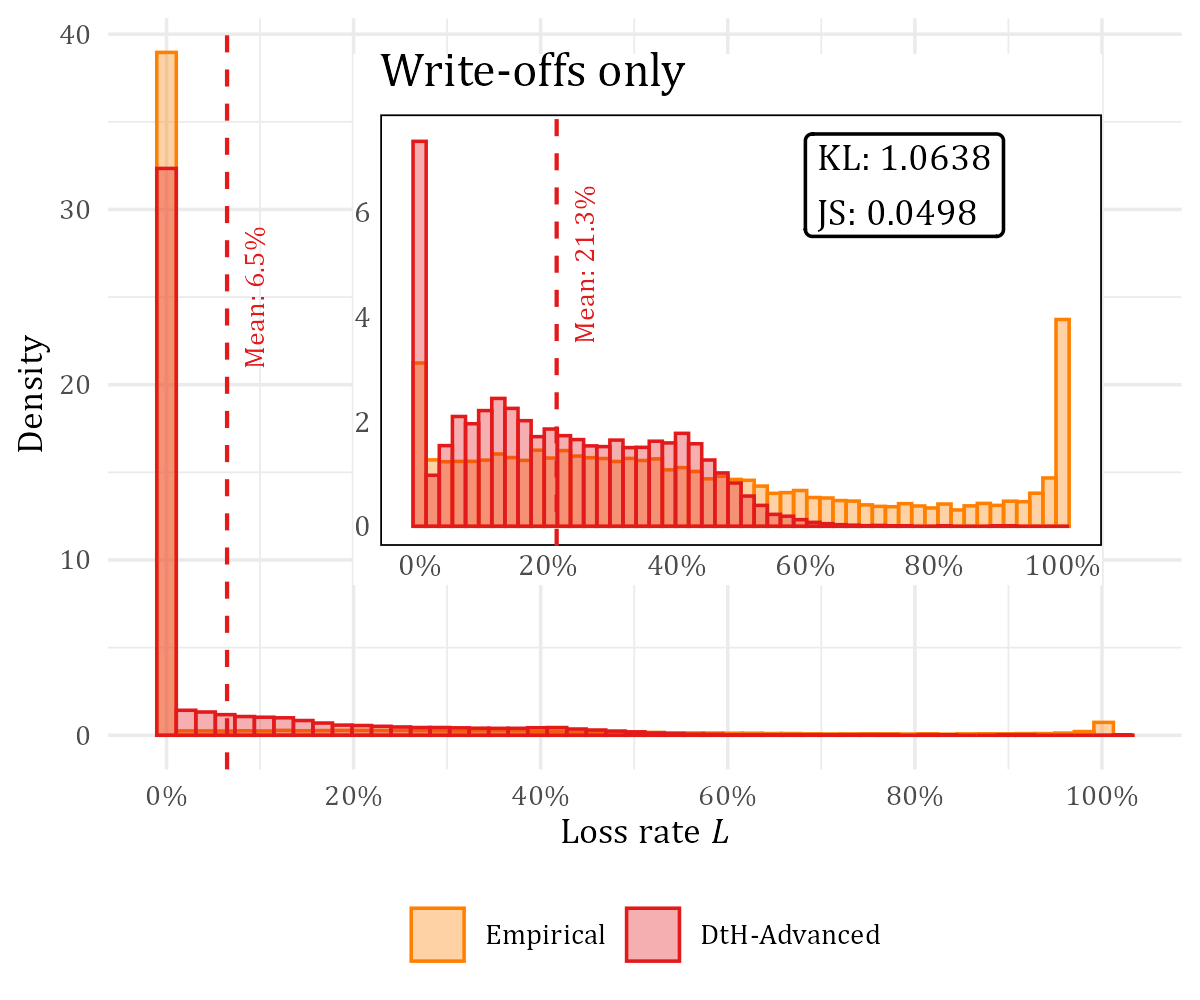 40
30
20
10
0
Density
Mean: 6.5%
Write-offs only
6
4
2
0
Mean: 21.3%
KL: 1.0638
JS: 0.0498
0% 20% 40% 60% 80% 100%
0% 20% 40% 60% 80% 100%
Loss rate L
Empirical DtH-Advanced